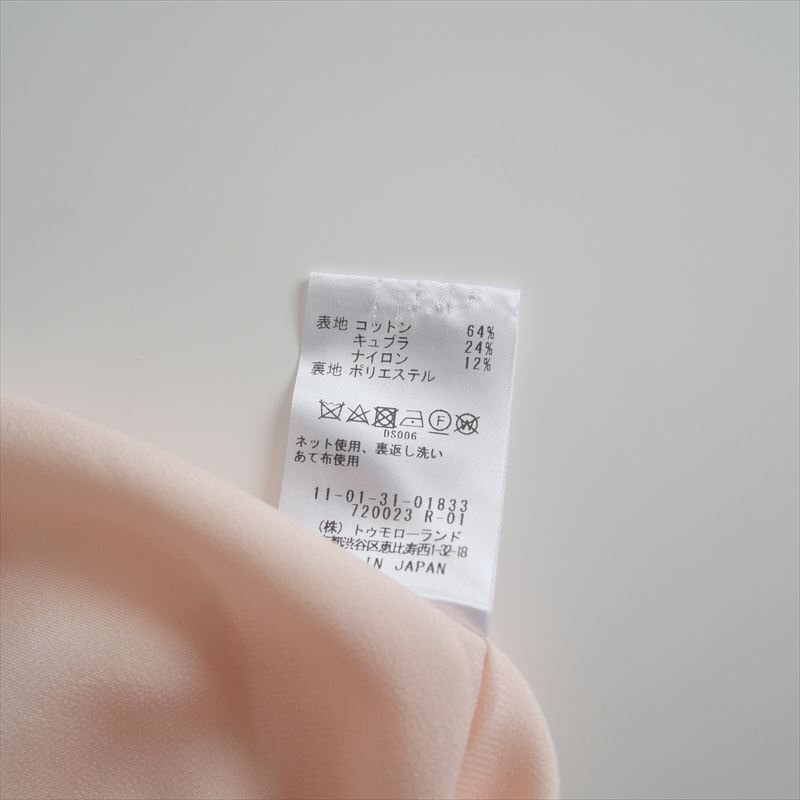 表地 コットン 64%
キュプラ 24%
ナイロン 12%
裏地 ポリエステル
F W
DS006
ネット使用、裏返し洗い
あて布使用
11-01-31-01833
720023 R-01
(株)トゥモローランド
都渋谷区恵比寿西1-32-18
IN JAPAN